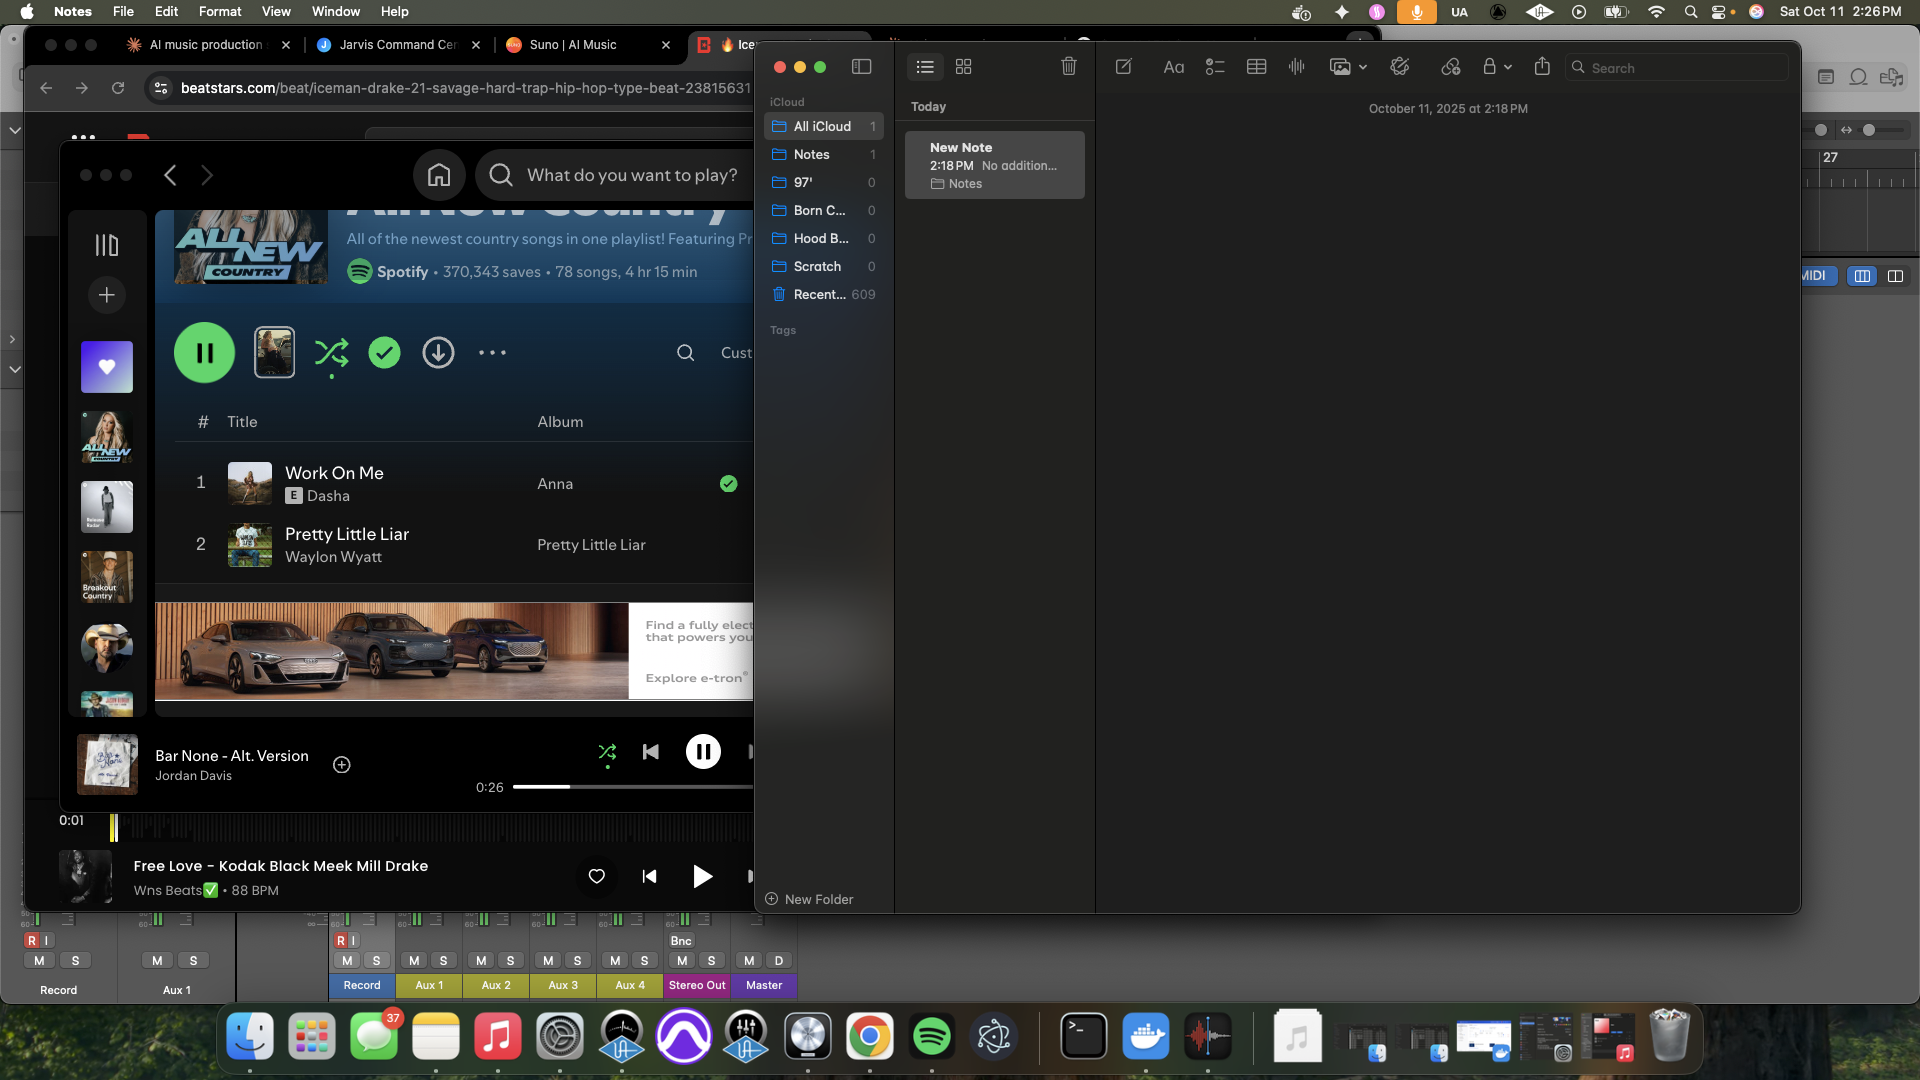 Notes File Edit Format View Window Help
UA
Sat Oct 11 2:26 PM
AI music production
Jarvis Command Cen
Suno | AI Music
beatstars.com/beat/iceman-drake-21-savage-hard-trap-hip-hop-type-beat-23815631
What do you want to play?
ALL NEW COUNTRY
All of the newest country songs in one playlist! Featuring Pr
Spotify • 370,343 saves • 78 songs, 4 hr 15 min
Cust
# Title Album
1 Work On Me
E Dasha
Anna
2 Pretty Little Liar
Waylon Wyatt
Pretty Little Liar
Release Radar
Breakout Country
Find a fully elect
that powers you
Explore e-tron®
Bar None - Alt. Version
Jordan Davis
0:26
0:01
Free Love - Kodak Black Meek Mill Drake
Wns Beats✅ • 88 BPM
iCloud
All iCloud 1
Notes 1
97' 0
Born C... 0
Hood B... 0
Scratch 0
Recent... 609
Tags
New Folder
Today
New Note
2:18 PM No addition...
Notes
Aa
Search
October 11, 2025 at 2:18 PM
27
MIDI
R I
R I
Bnc
M S
M S
M S
M S
M S
M S
M S
M S
M D
Record
Aux 1
Record
Aux 1
Aux 2
Aux 3
Aux 4
Stereo Out
Master
37